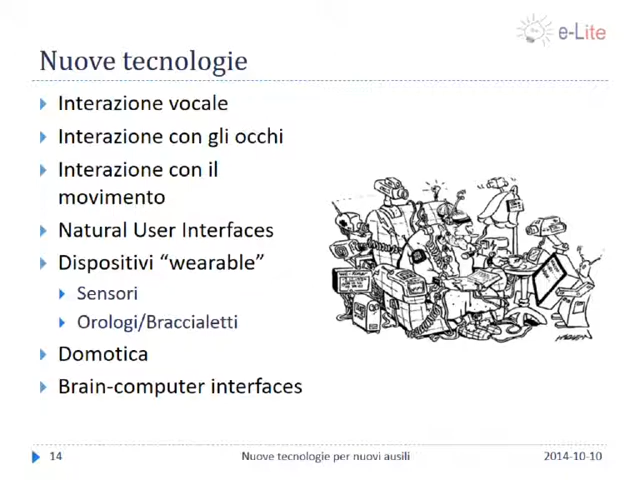 e-Lite
Nuove tecnologie
Interazione vocale
Interazione con gli occhi
Interazione con il
movimento
Natural User Interfaces
Dispositivi “wearable”
Sensori
Orologi/Braccialetti
Domotica
Brain-computer interfaces
14
Nuove tecnologie per nuovi ausili
2014-10-10